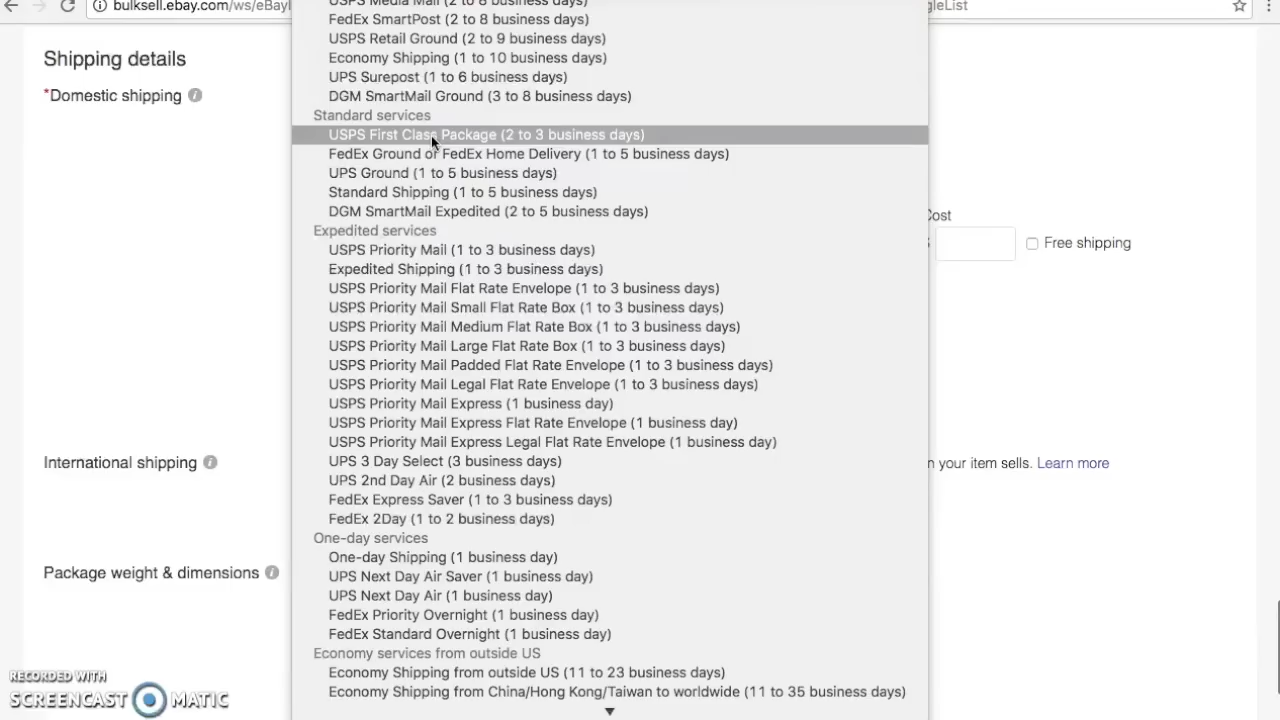 bulksell.ebay.com/ws/eBayI
gleList
USPS Media Mail (2 to 8 business days)
FedEx SmartPost (2 to 8 business days)
USPS Retail Ground (2 to 9 business days)
Shipping details
Economy Shipping (1 to 10 business days)
UPS Surepost (1 to 6 business days)
*Domestic shipping
DGM SmartMail Ground (3 to 8 business days)
Standard services
USPS First Class Package (2 to 3 business days)
FedEx Ground or FedEx Home Delivery (1 to 5 business days)
UPS Ground (1 to 5 business days)
Standard Shipping (1 to 5 business days)
DGM SmartMail Expedited (2 to 5 business days)
Cost
Expedited services
Free shipping
USPS Priority Mail (1 to 3 business days)
Expedited Shipping (1 to 3 business days)
USPS Priority Mail Flat Rate Envelope (1 to 3 business days)
USPS Priority Mail Small Flat Rate Box (1 to 3 business days)
USPS Priority Mail Medium Flat Rate Box (1 to 3 business days)
USPS Priority Mail Large Flat Rate Box (1 to 3 business days)
USPS Priority Mail Padded Flat Rate Envelope (1 to 3 business days)
USPS Priority Mail Legal Flat Rate Envelope (1 to 3 business days)
USPS Priority Mail Express (1 business day)
USPS Priority Mail Express Flat Rate Envelope (1 business day)
USPS Priority Mail Express Legal Flat Rate Envelope (1 business day)
International shipping
UPS 3 Day Select (3 business days)
n your item sells. Learn more
UPS 2nd Day Air (2 business days)
FedEx Express Saver (1 to 3 business days)
FedEx 2Day (1 to 2 business days)
One-day services
One-day Shipping (1 business day)
Package weight & dimensions
UPS Next Day Air Saver (1 business day)
UPS Next Day Air (1 business day)
FedEx Priority Overnight (1 business day)
FedEx Standard Overnight (1 business day)
Economy services from outside US
Economy Shipping from outside US (11 to 23 business days)
Economy Shipping from China/Hong Kong/Taiwan to worldwide (11 to 35 business days)
RECORDED WITH
SCREENCAST MATIC